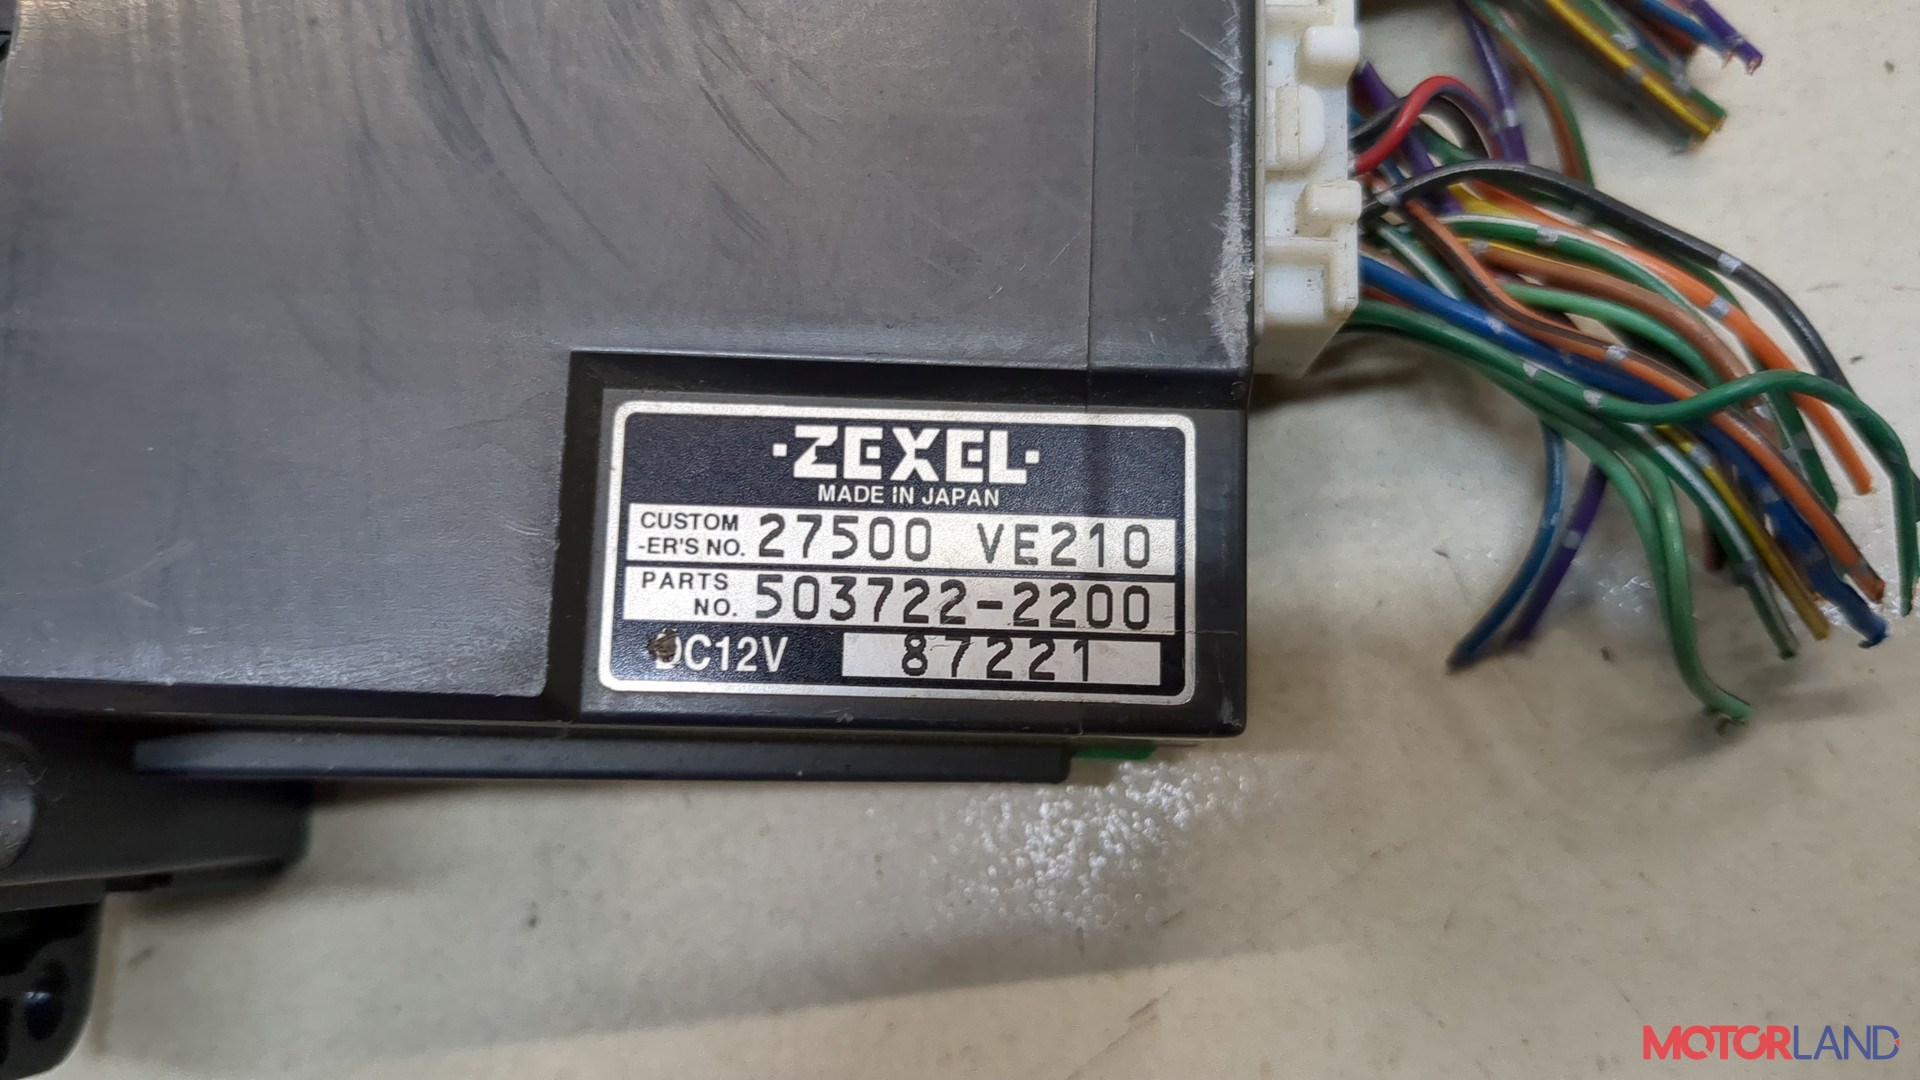 ·ZEXEL·
MADE IN JAPAN
CUSTOM
-ER'S NO. 27500 VE210
PARTS
NO. 503722-2200
DC12V 87221
MOTORLAND